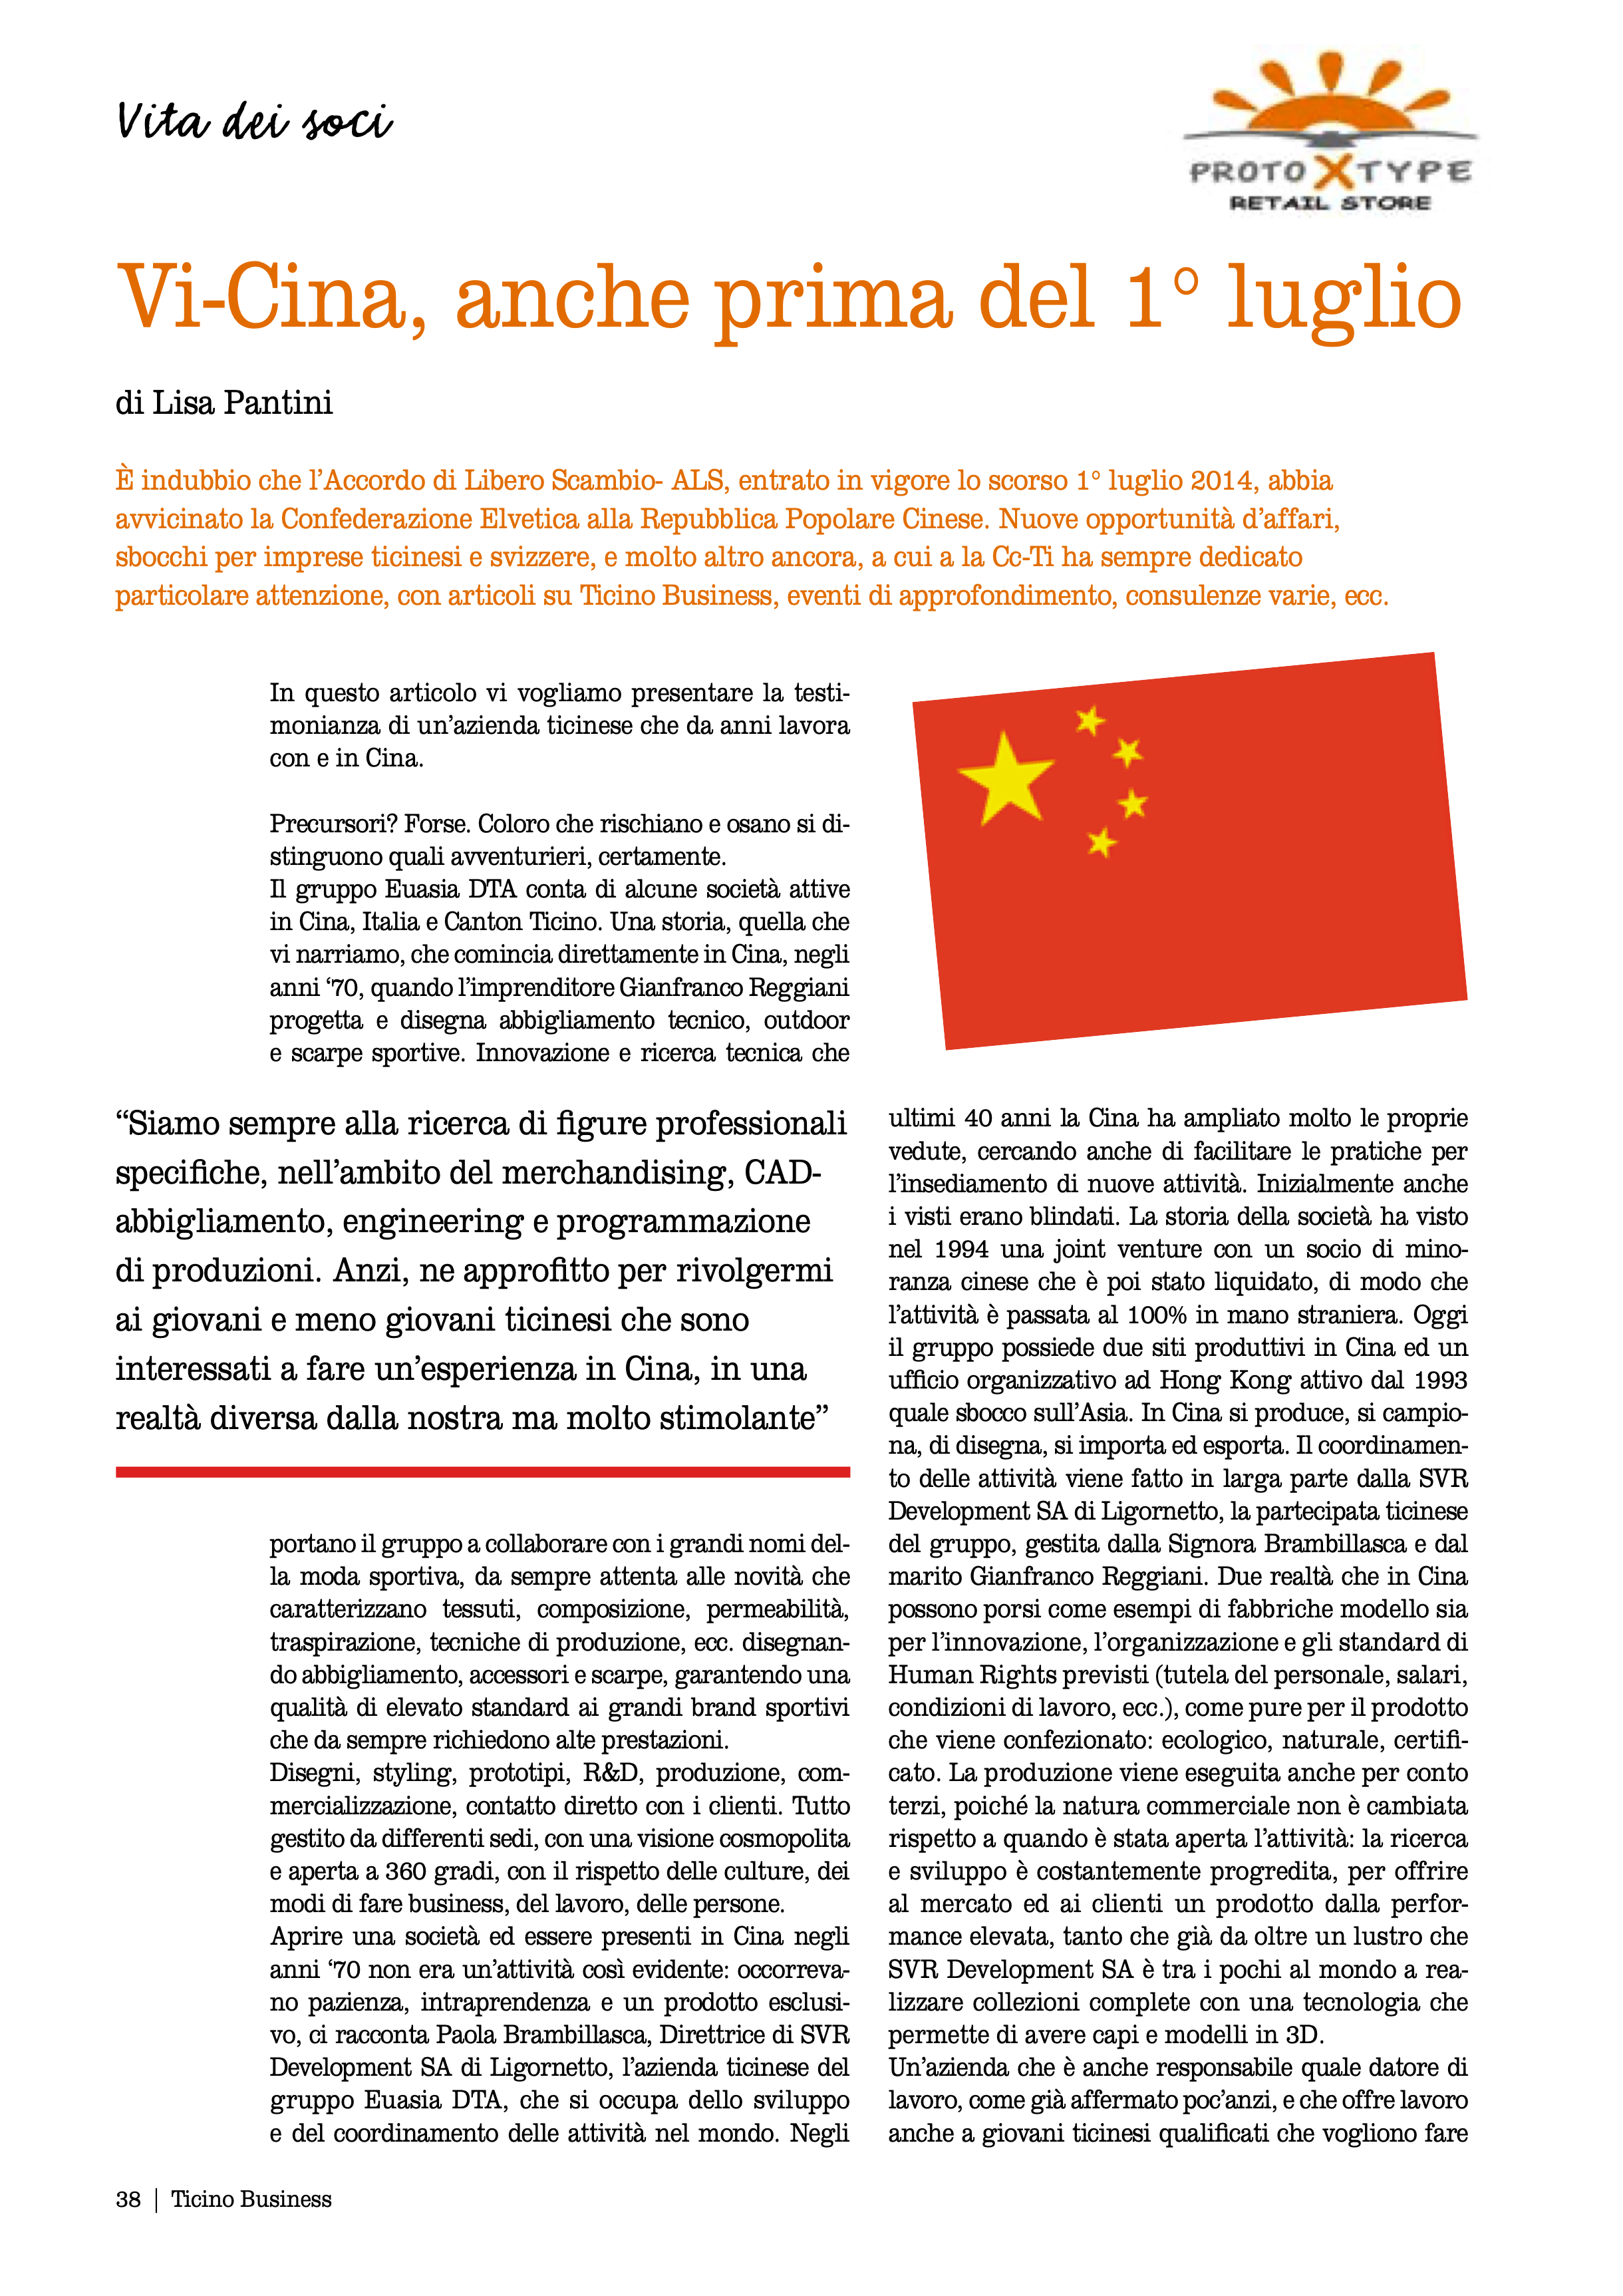 Vita dei soci
PROTO X TYPE
RETAIL STORE
Vi-Cina, anche prima del 1° luglio
di Lisa Pantini
È indubbio che l'Accordo di Libero Scambio- ALS, entrato in vigore lo scorso 1° luglio 2014, abbia
avvicinato la Confederazione Elvetica alla Repubblica Popolare Cinese. Nuove opportunità d'affari,
sbocchi per imprese ticinesi e svizzere, e molto altro ancora, a cui a la Cc-Ti ha sempre dedicato
particolare attenzione, con articoli su Ticino Business, eventi di approfondimento, consulenze varie, ecc.
In questo articolo vi vogliamo presentare la testi-
monianza di un'azienda ticinese che da anni lavora
con e in Cina.
Precursori? Forse. Coloro che rischiano e osano si di-
stinguono quali avventurieri, certamente.
Il gruppo Euasia DTA conta di alcune società attive
in Cina, Italia e Canton Ticino. Una storia, quella che
vi narriamo, che comincia direttamente in Cina, negli
anni '70, quando l'imprenditore Gianfranco Reggiani
progetta e disegna abbigliamento tecnico, outdoor
e scarpe sportive. Innovazione e ricerca tecnica che
"Siamo sempre alla ricerca di figure professionali
specifiche, nell'ambito del merchandising, CAD-
abbigliamento, engineering e programmazione
di produzioni. Anzi, ne approfitto per rivolgermi
ai giovani e meno giovani ticinesi che sono
interessati a fare un'esperienza in Cina, in una
realtà diversa dalla nostra ma molto stimolante"
portano il gruppo a collaborare con i grandi nomi del-
la moda sportiva, da sempre attenta alle novità che
caratterizzano tessuti, composizione, permeabilità,
traspirazione, tecniche di produzione, ecc. disegnan-
do abbigliamento, accessori e scarpe, garantendo una
qualità di elevato standard ai grandi brand sportivi
che da sempre richiedono alte prestazioni.
Disegni, styling, prototipi, R&D, produzione, com-
mercializzazione, contatto diretto con i clienti. Tutto
gestito da differenti sedi, con una visione cosmopolita
e aperta a 360 gradi, con il rispetto delle culture, dei
modi di fare business, del lavoro, delle persone.
Aprire una società ed essere presenti in Cina negli
anni '70 non era un'attività così evidente: occorreva-
no pazienza, intraprendenza e un prodotto esclusi-
vo, ci racconta Paola Brambillasca, Direttrice di SVR
Development SA di Ligornetto, l'azienda ticinese del
gruppo Euasia DTA, che si occupa dello sviluppo
e del coordinamento delle attività nel mondo. Negli
ultimi 40 anni la Cina ha ampliato molto le proprie
vedute, cercando anche di facilitare le pratiche per
l'insediamento di nuove attività. Inizialmente anche
i visti erano blindati. La storia della società ha visto
nel 1994 una joint venture con un socio di mino-
ranza cinese che è poi stato liquidato, di modo che
l'attività è passata al 100% in mano straniera. Oggi
il gruppo possiede due siti produttivi in Cina ed un
ufficio organizzativo ad Hong Kong attivo dal 1993
quale sbocco sull'Asia. In Cina si produce, si campio-
na, di disegna, si importa ed esporta. Il coordinamen-
to delle attività viene fatto in larga parte dalla SVR
Development SA di Ligornetto, la partecipata ticinese
del gruppo, gestita dalla Signora Brambillasca e dal
marito Gianfranco Reggiani. Due realtà che in Cina
possono porsi come esempi di fabbriche modello sia
per l'innovazione, l'organizzazione e gli standard di
Human Rights previsti (tutela del personale, salari,
condizioni di lavoro, ecc.), come pure per il prodotto
che viene confezionato: ecologico, naturale, certifi-
cato. La produzione viene eseguita anche per conto
terzi, poiché la natura commerciale non è cambiata
rispetto a quando è stata aperta l'attività: la ricerca
e sviluppo è costantemente progredita, per offrire
al mercato ed ai clienti un prodotto dalla perfor-
mance elevata, tanto che già da oltre un lustro che
SVR Development SA è tra i pochi al mondo a rea-
lizzare collezioni complete con una tecnologia che
permette di avere capi e modelli in 3D.
Un'azienda che è anche responsabile quale datore di
lavoro, come già affermato poc'anzi, e che offre lavoro
anche a giovani ticinesi qualificati che vogliono fare
38 | Ticino Business